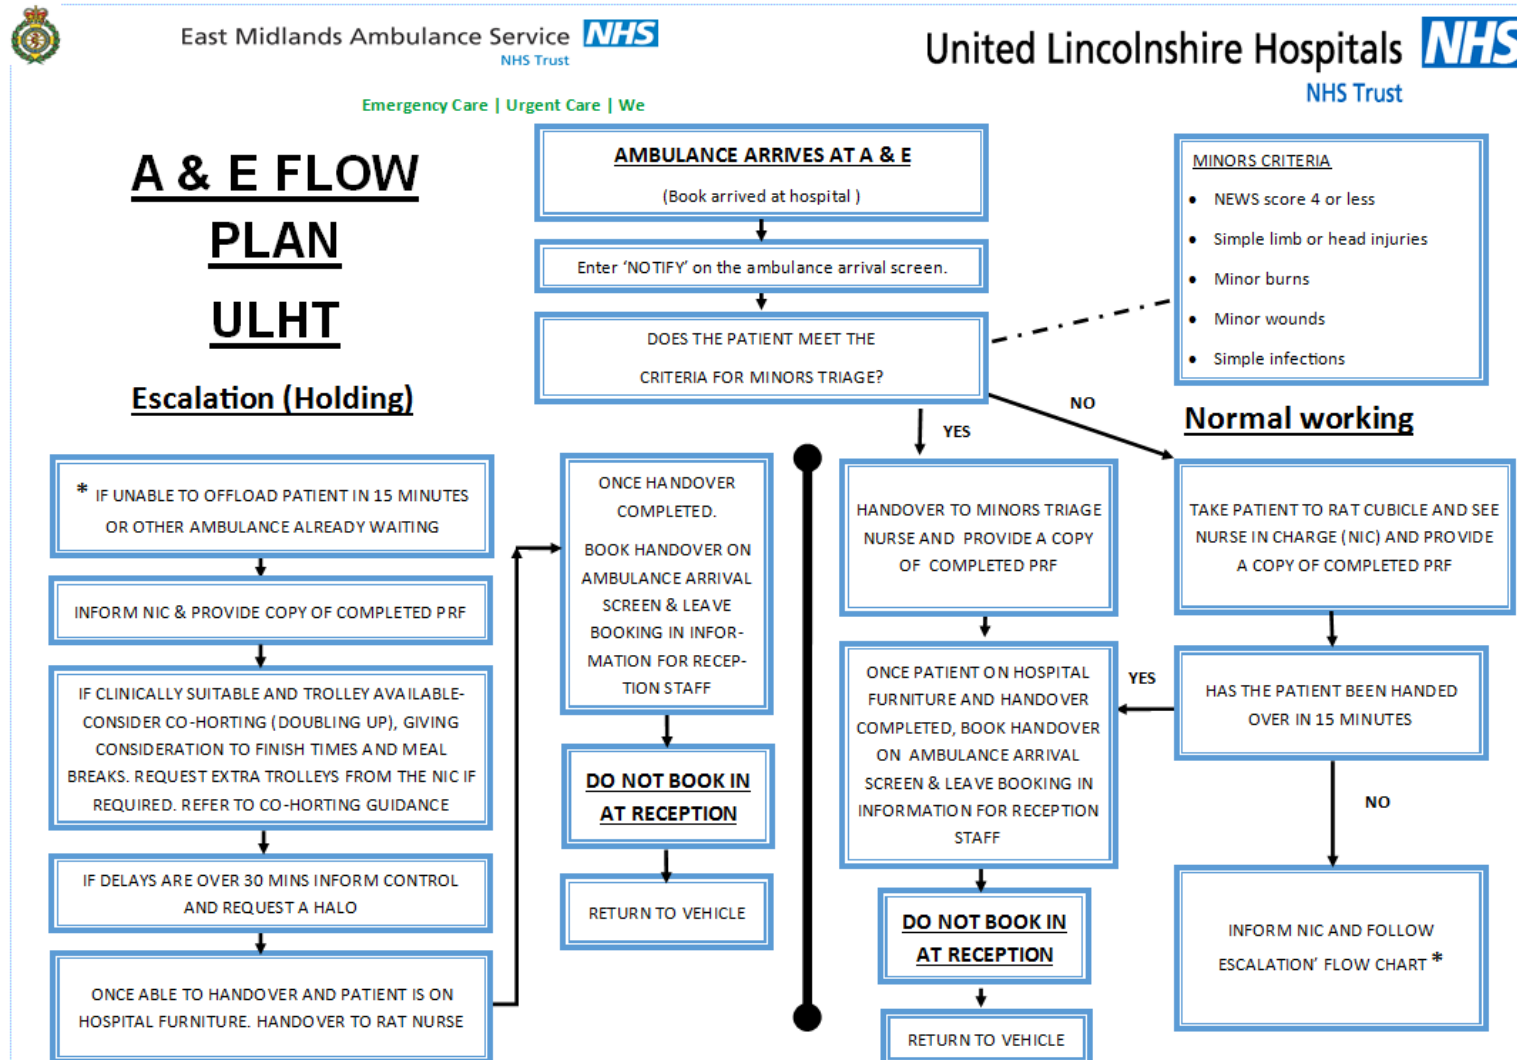 East Midlands Ambulance Service NHS
NHS Trust
Emergency Care | Urgent Care | We
United Lincolnshire Hospitals NHS
NHS Trust
A & E FLOW
PLAN
ULHT
Escalation (Holding)
AMBULANCE ARRIVES AT A & E
(Book arrived at hospital )
Enter ‘NOTIFY’ on the ambulance arrival screen.
DOES THE PATIENT MEET THE
CRITERIA FOR MINORS TRIAGE?
MINORS CRITERIA
• NEWS score 4 or less
• Simple limb or head injuries
• Minor burns
• Minor wounds
• Simple infections
NO
YES
Normal working
* IF UNABLE TO OFFLOAD PATIENT IN 15 MINUTES
OR OTHER AMBULANCE ALREADY WAITING
INFORM NIC & PROVIDE COPY OF COMPLETED PRF
IF CLINICALLY SUITABLE AND TROLLEY AVAILABLE-
CONSIDER CO-HORTING (DOUBLING UP), GIVING
CONSIDERATION TO FINISH TIMES AND MEAL
BREAKS. REQUEST EXTRA TROLLEYS FROM THE NIC IF
REQUIRED. REFER TO CO-HORTING GUIDANCE
IF DELAYS ARE OVER 30 MINS INFORM CONTROL
AND REQUEST A HALO
ONCE ABLE TO HANDOVER AND PATIENT IS ON
HOSPITAL FURNITURE. HANDOVER TO RAT NURSE
ONCE HANDOVER
COMPLETED.
BOOK HANDOVER ON
AMBULANCE ARRIVAL
SCREEN & LEAVE
BOOKING IN INFOR-
MATION FOR RECEP-
TION STAFF
DO NOT BOOK IN
AT RECEPTION
RETURN TO VEHICLE
HANDOVER TO MINORS TRIAGE
NURSE AND PROVIDE A COPY
OF COMPLETED PRF
ONCE PATIENT ON HOSPITAL
FURNITURE AND HANDOVER
COMPLETED, BOOK HANDOVER
ON AMBULANCE ARRIVAL
SCREEN & LEAVE BOOKING IN
INFORMATION FOR RECEPTION
STAFF
DO NOT BOOK IN
AT RECEPTION
RETURN TO VEHICLE
TAKE PATIENT TO RAT CUBICLE AND SEE
NURSE IN CHARGE (NIC) AND PROVIDE
A COPY OF COMPLETED PRF
YES
HAS THE PATIENT BEEN HANDED
OVER IN 15 MINUTES
NO
INFORM NIC AND FOLLOW
ESCALATION’ FLOW CHART *